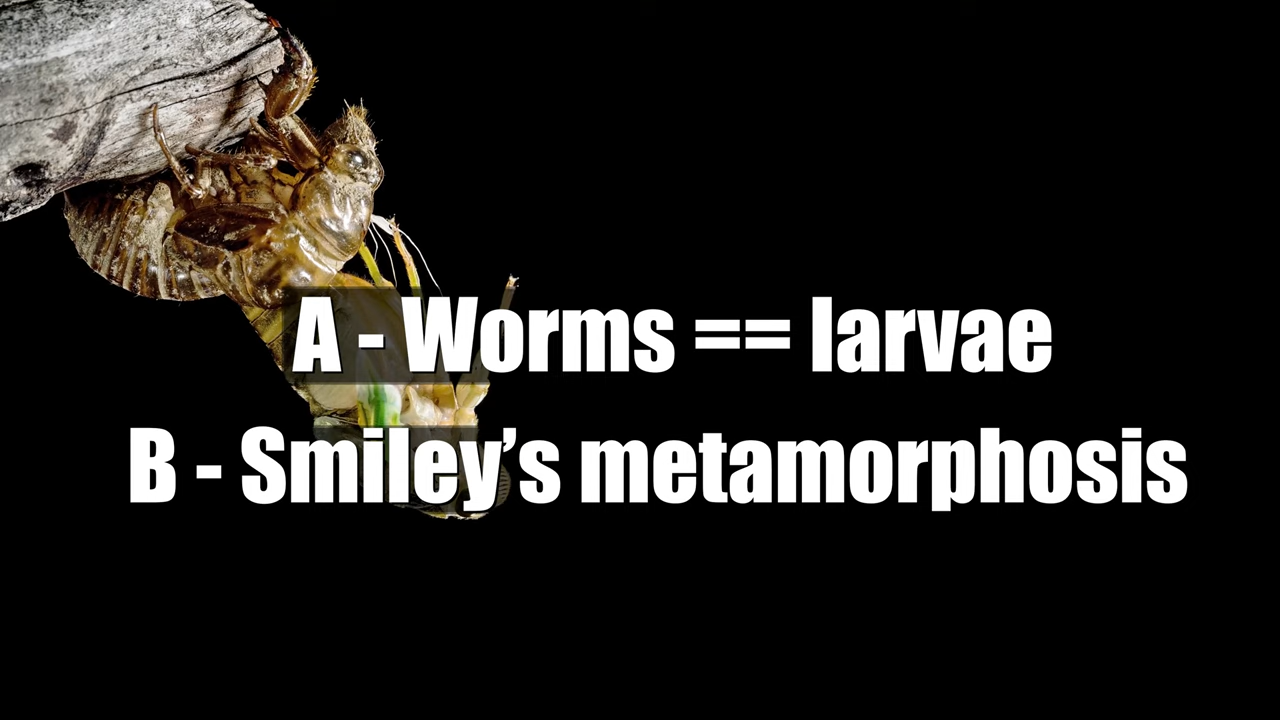 A - Worms == larvae
B - Smiley’s metamorphosis